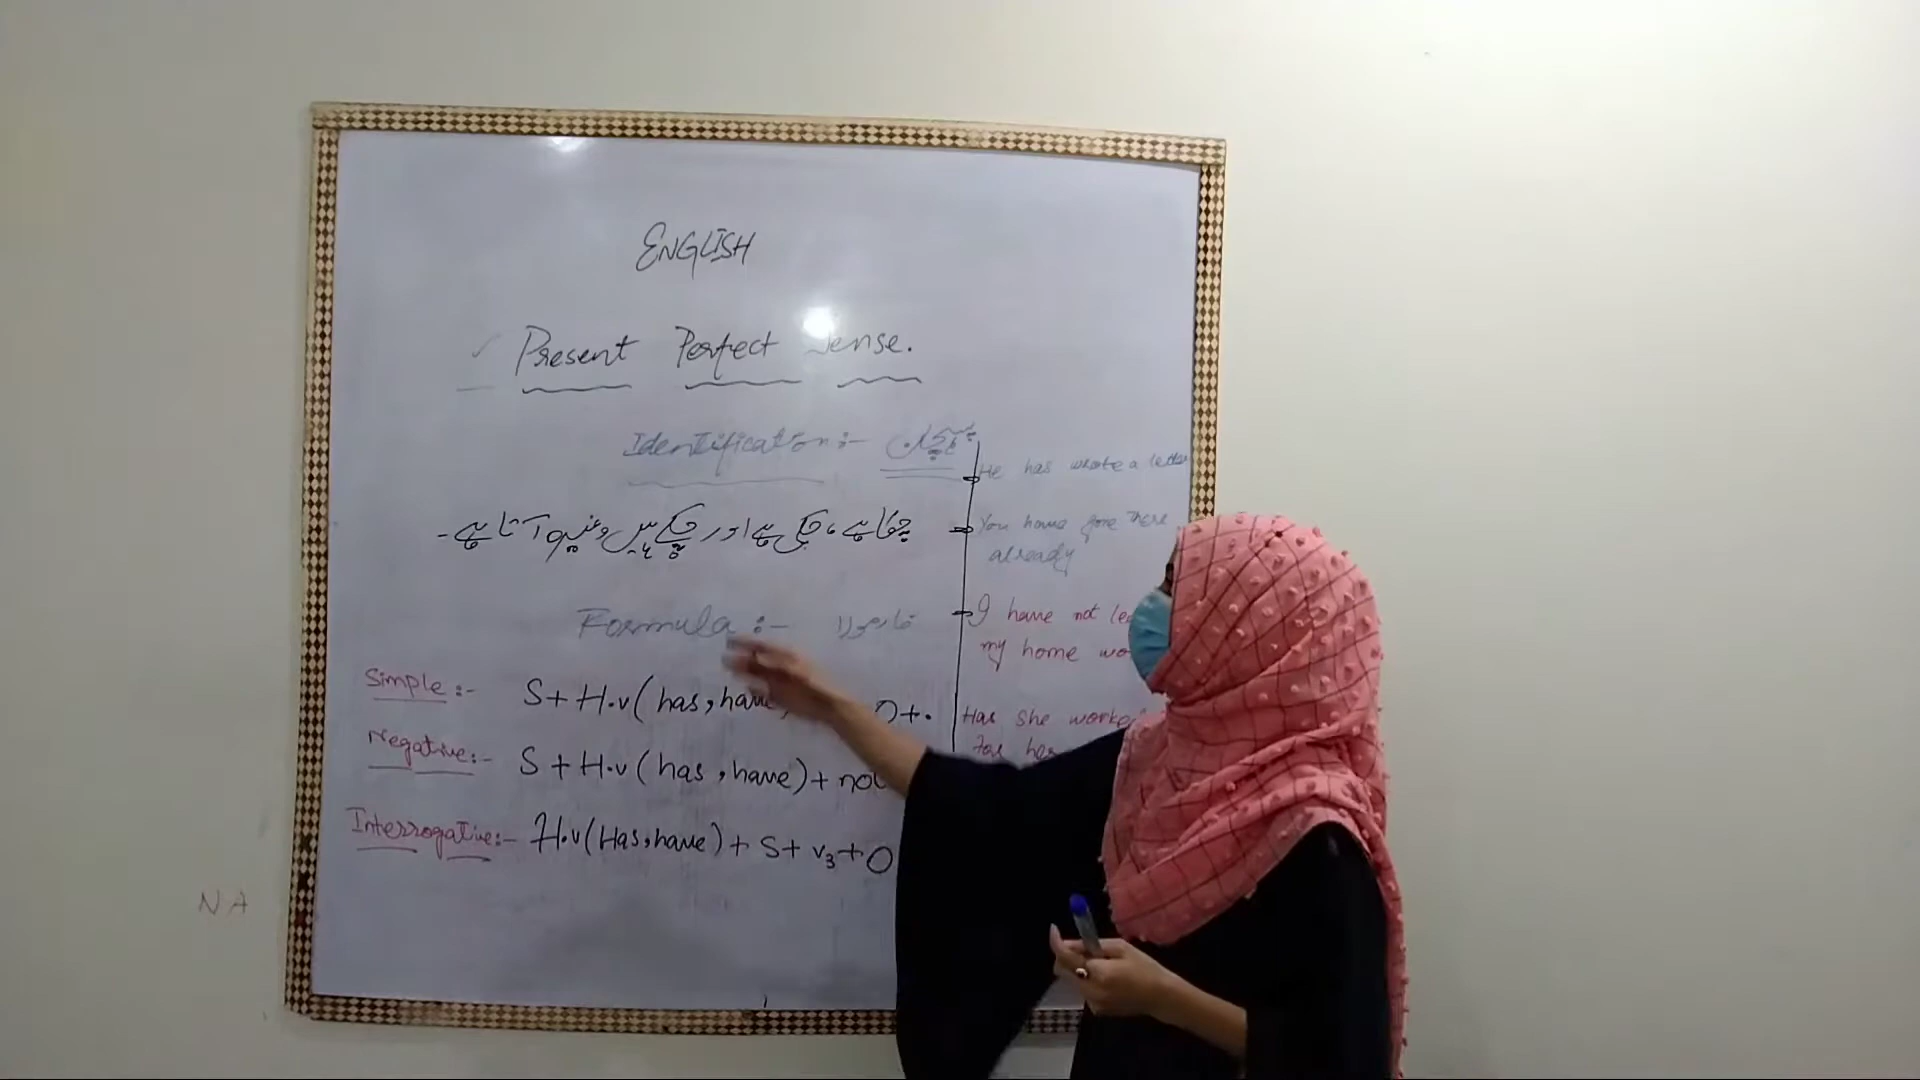 ENGLISH
Present Perfect Tense.
Identification:- پہچان
چکا ہے، چکی ہے اور چکے ہیں وغیرہ آتا ہے۔
Formula :- فارمولا
Simple:- S+ H.v( has, have O+.
Negative:- S + H.v ( has , have) + not
Interrogative:- H.v(Has, have) + S+ v3+O
He has wrote a letter
You have gone there
already
I have not
my home
Has she
for her
N A